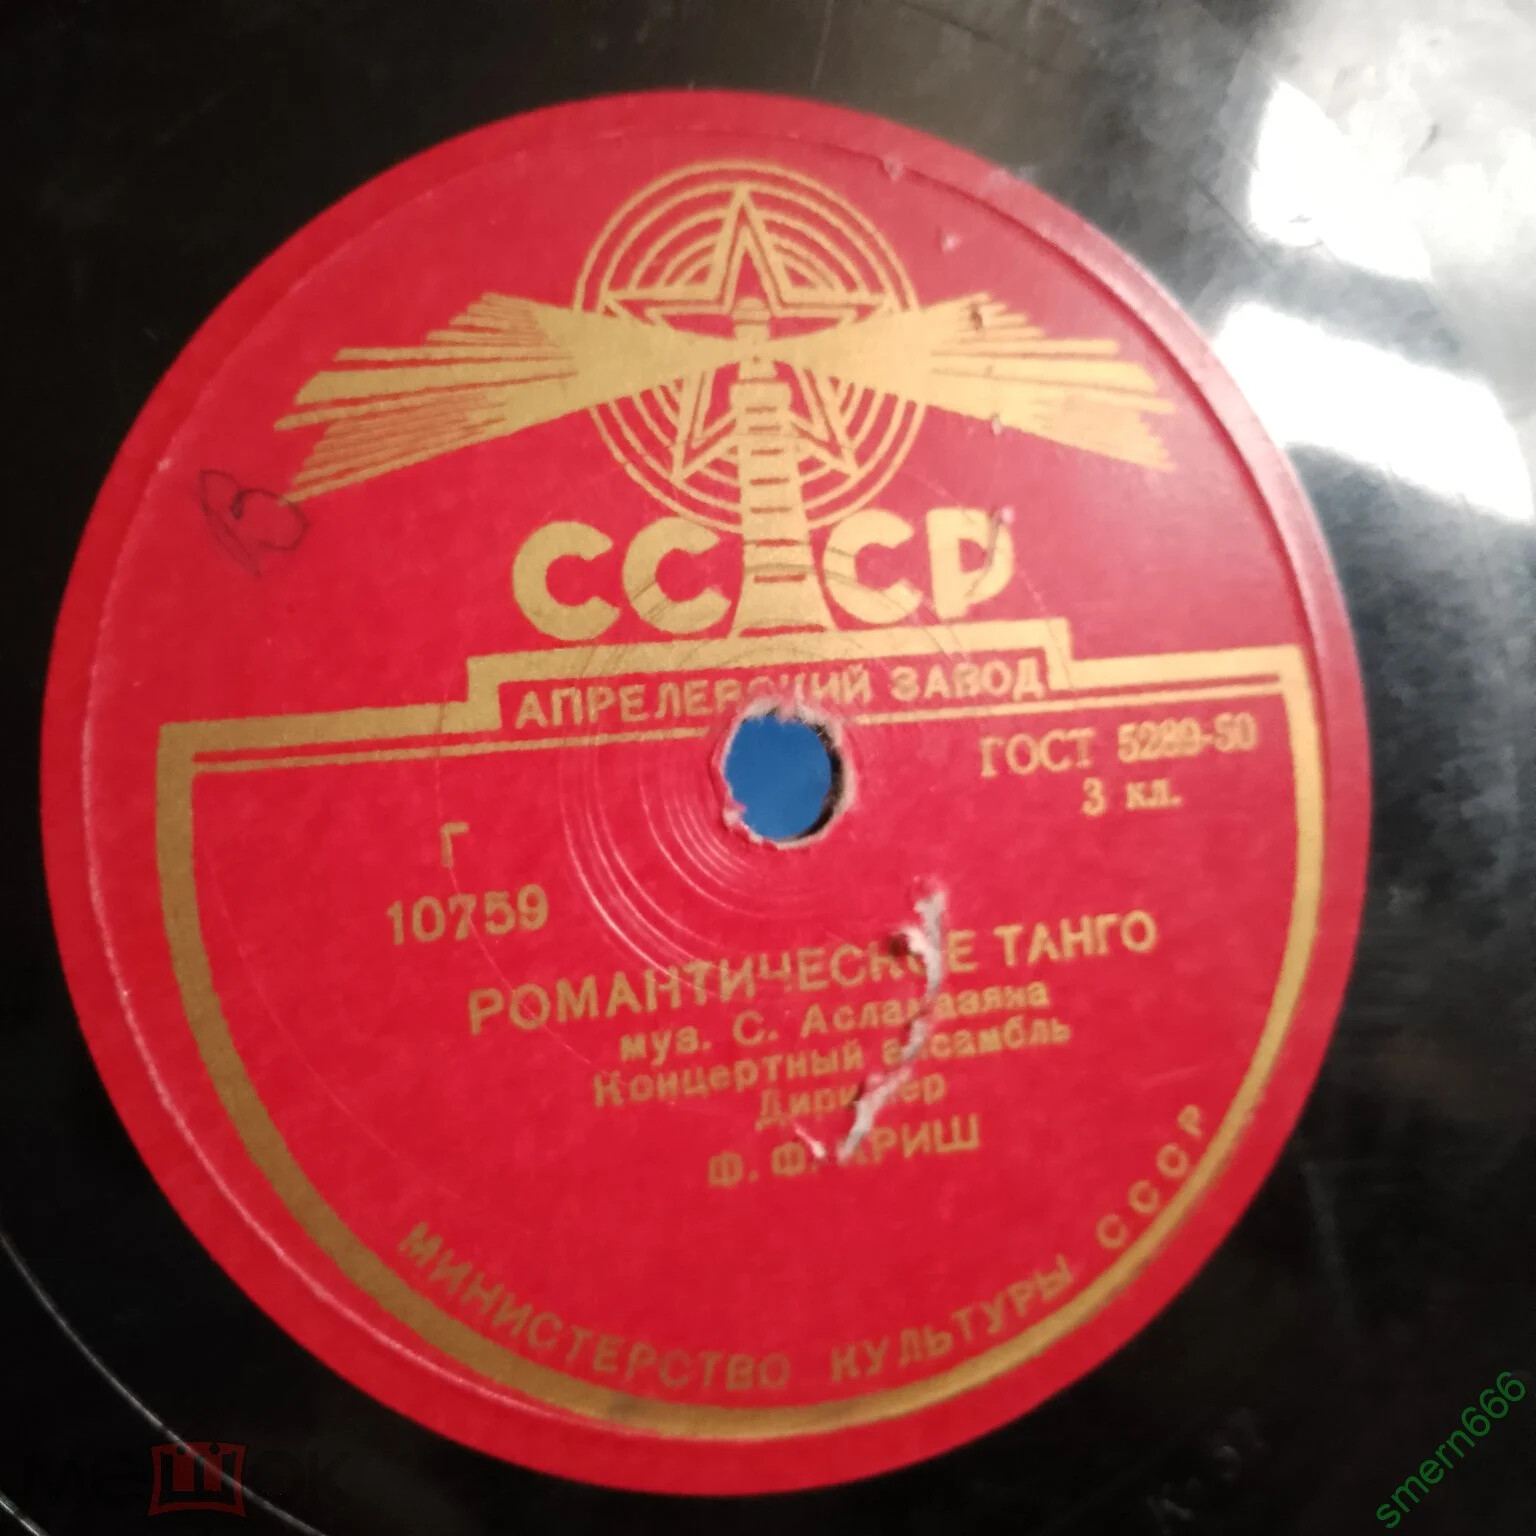 СССР
АПРЕЛЕВСКИЙ ЗАВОД
ГОСТ 5289-50
3 кл.
Г
10759
РОМАНТИЧЕСКОЕ ТАНГО
муз. С. Асламазяна
Концертный ансамбль
Дирижер
Ф.
МИНИСТЕРСТВО КУЛЬТУРЫ СССР
мешок
smern666